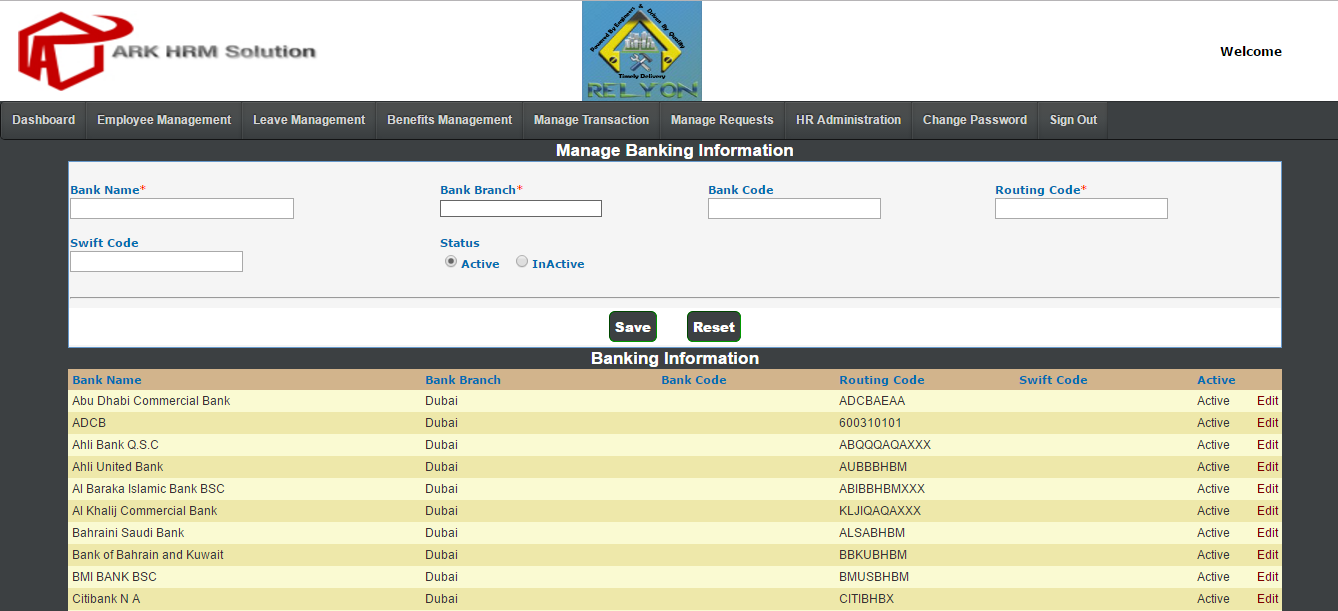 ARK HRM Solution
Powered By Engineers & Driven By Quality
Timely Delivery
RELYON
Welcome
Dashboard Employee Management Leave Management Benefits Management Manage Transaction Manage Requests HR Administration Change Password Sign Out
Manage Banking Information
Bank Name* Bank Branch* Bank Code Routing Code*
Swift Code Status
Active InActive
Save Reset
Banking Information
Bank Name Bank Branch Bank Code Routing Code Swift Code Active
Abu Dhabi Commercial Bank Dubai ADCBAEAA Active Edit
ADCB Dubai 600310101 Active Edit
Ahli Bank Q.S.C Dubai ABQQQAQAXXX Active Edit
Ahli United Bank Dubai AUBBBHBM Active Edit
Al Baraka Islamic Bank BSC Dubai ABIBBHBMXXX Active Edit
Al Khalij Commercial Bank Dubai KLJIQAQAXXX Active Edit
Bahraini Saudi Bank Dubai ALSABHBM Active Edit
Bank of Bahrain and Kuwait Dubai BBKUBHBM Active Edit
BMI BANK BSC Dubai BMUSBHBM Active Edit
Citibank N A Dubai CITIBHBX Active Edit